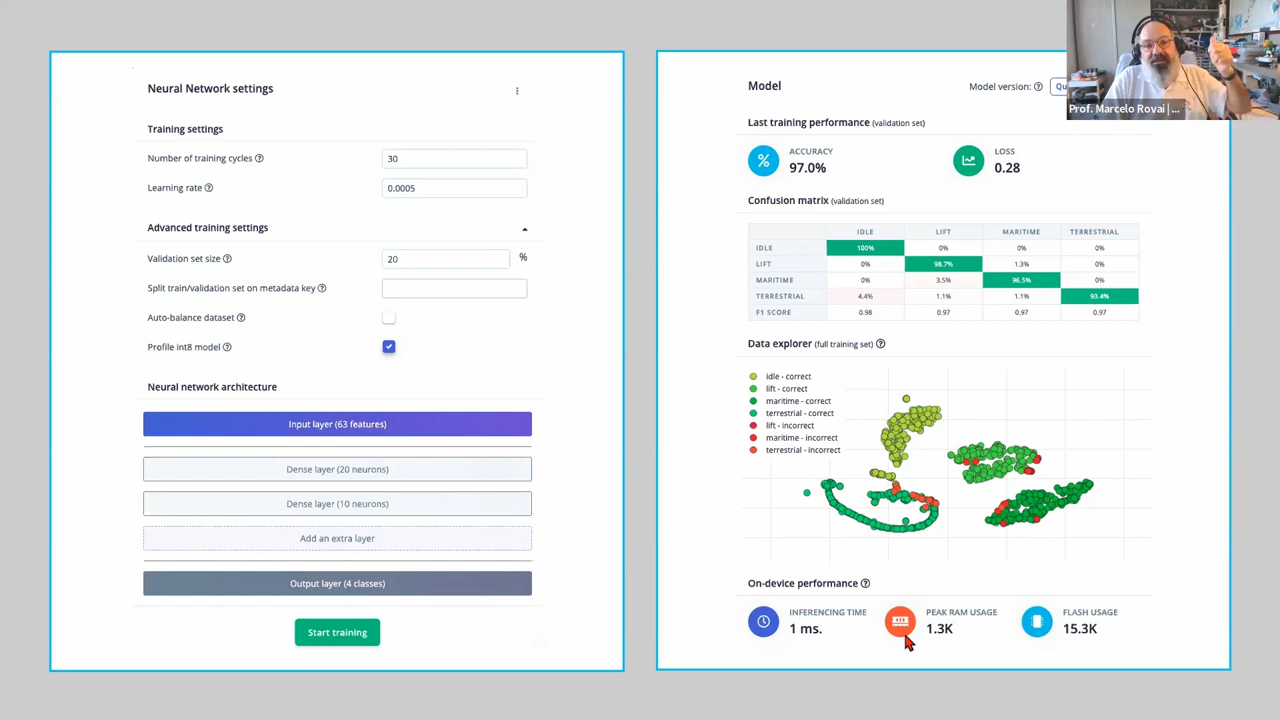 Neural Network settings
Training settings
Number of training cycles
30
Learning rate
0.0005
Advanced training settings
Validation set size
20
%
Split train/validation set on metadata key
Auto-balance dataset
Profile int8 model
Neural network architecture
Input layer (63 features)
Dense layer (20 neurons)
Dense layer (10 neurons)
Add an extra layer
Output layer (4 classes)
Start training
Model
Model version:
Last training performance (validation set)
ACCURACY
97.0%
LOSS
0.28
Confusion matrix (validation set)
IDLE LIFT MARITIME TERRESTRIAL
IDLE 100% 0% 0% 0%
LIFT 0% 98.7% 1.3% 0%
MARITIME 0% 3.5% 96.5% 0%
TERRESTRIAL 4.4% 1.1% 1.1% 93.4%
F1 SCORE 0.98 0.97 0.97 0.97
Data explorer (full training set)
idle - correct
lift - correct
maritime - correct
terrestrial - correct
lift - incorrect
maritime - incorrect
terrestrial - incorrect
On-device performance
INFERENCING TIME
1 ms.
PEAK RAM USAGE
1.3K
FLASH USAGE
15.3K
Prof. Marcelo Rovai | ...